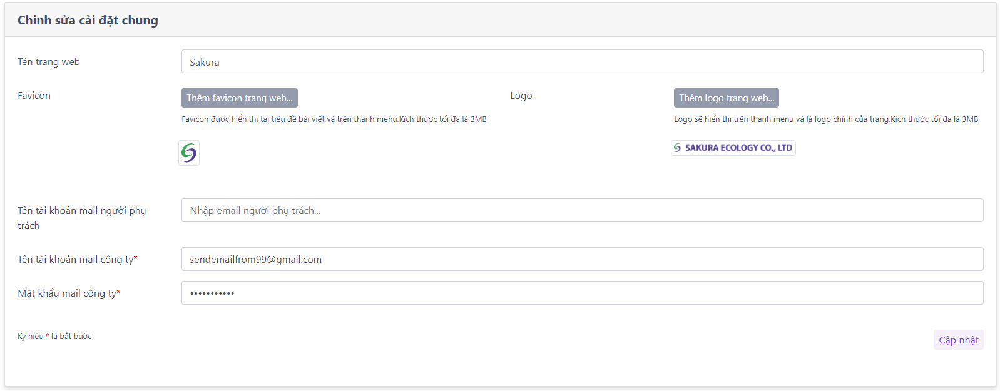 Chỉnh sửa cài đặt chung
Tên trang web
Sakura
Favicon
Thêm favicon trang web...
Logo
Thêm logo trang web...
Favicon được hiển thị tại tiêu đề bài viết và trên thanh menu.Kích thước tối đa là 3MB
Logo sẽ hiển thị trên thanh menu và là logo chính của trang.Kích thước tối đa là 3MB
SAKURA ECOLOGY CO., LTD
Tên tài khoản mail người phụ
trách
Nhập email người phụ trách...
Tên tài khoản mail công ty*
sendemailfrom99@gmail.com
Mật khẩu mail công ty*
•••••••••••
Ký hiệu * là bắt buộc
Cập nhật